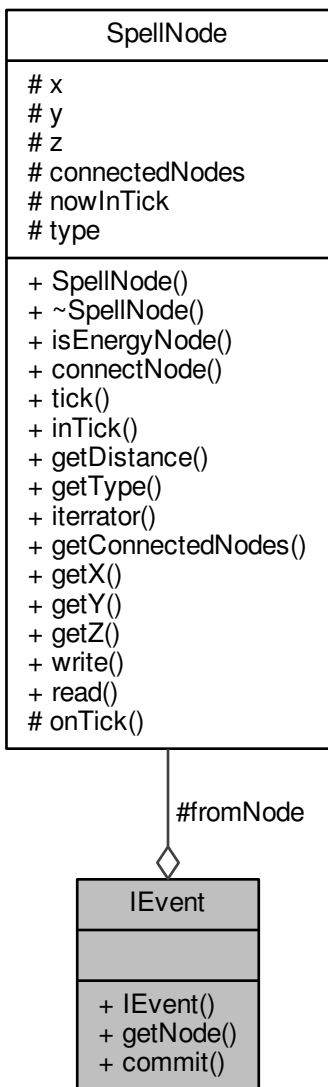 SpellNode
# x
# y
# z
# connectedNodes
# nowInTick
# type
+ SpellNode()
+ ~SpellNode()
+ isEnergyNode()
+ connectNode()
+ tick()
+ inTick()
+ getDistance()
+ getType()
+ iterrator()
+ getConnectedNodes()
+ getX()
+ getY()
+ getZ()
+ write()
+ read()
# onTick()
#fromNode
IEvent
+ IEvent()
+ getNode()
+ commit()